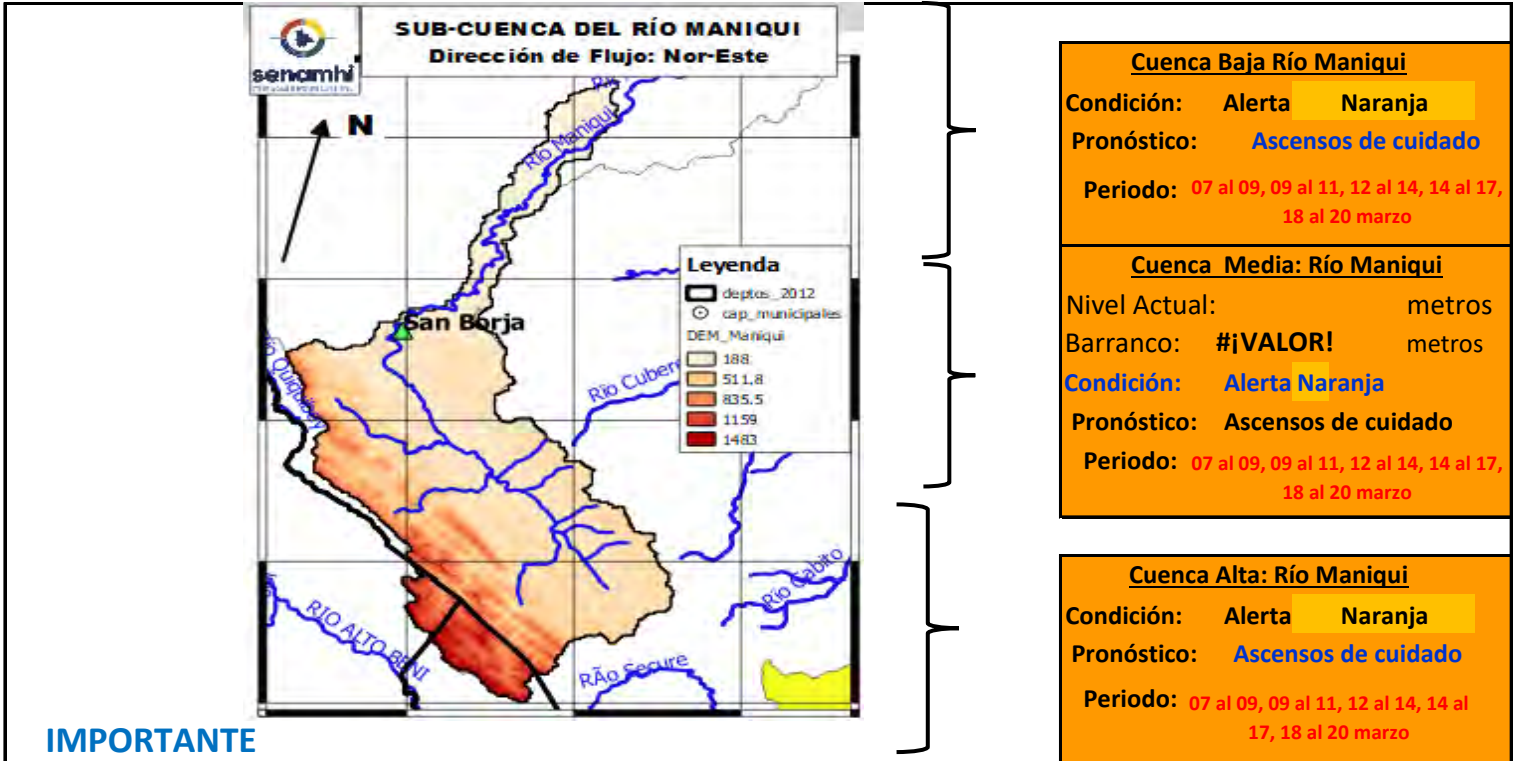 senamhi
SUB-CUENCA DEL RÍO MANIQUI
Dirección de Flujo: Nor-Este
N
Río Maniqui
San Borja
Río Quiquibey
Río Cubere
RIO ALTO BENI
RÃo Secure
Río Cabito
Leyenda
deptos_2012
cap_municipales
DEM_Maniqui
188
511.8
835.5
1159
1483
Cuenca Baja Río Maniqui
Condición: Alerta Naranja
Pronóstico: Ascensos de cuidado
Periodo: 07 al 09, 09 al 11, 12 al 14, 14 al 17,
18 al 20 marzo
Cuenca Media: Río Maniqui
Nivel Actual: metros
Barranco: #¡VALOR! metros
Condición: Alerta Naranja
Pronóstico: Ascensos de cuidado
Periodo: 07 al 09, 09 al 11, 12 al 14, 14 al 17,
18 al 20 marzo
Cuenca Alta: Río Maniqui
Condición: Alerta Naranja
Pronóstico: Ascensos de cuidado
Periodo: 07 al 09, 09 al 11, 12 al 14, 14 al
17, 18 al 20 marzo
IMPORTANTE